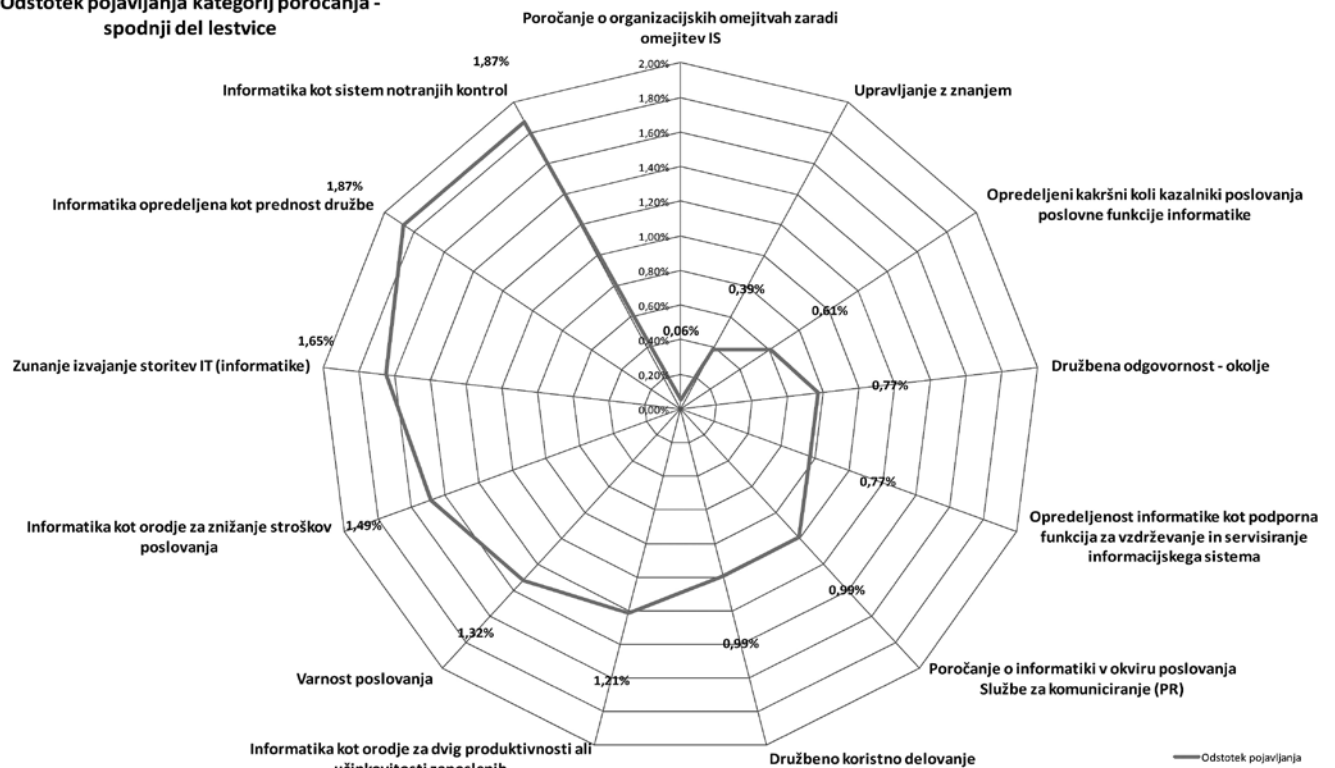 Odstotek pojavljanja kategorij poročanja -
spodnji del lestvice
Poročanje o organizacijskih omejitvah zaradi
omejitev IS
Upravljanje z znanjem
Opredeljeni kakršni koli kazalniki poslovanja
poslovne funkcije informatike
Družbena odgovornost - okolje
Opredeljenost informatike kot podporna
funkcija za vzdrževanje in servisiranje
informacijskega sistema
Poročanje o informatiki v okviru poslovanja
Službe za komuniciranje (PR)
Družbeno koristno delovanje
Informatika kot orodje za dvig produktivnosti ali
učinkovitosti zaposlenih
Varnost poslovanja
Informatika kot orodje za znižanje stroškov
poslovanja
Zunanje izvajanje storitev IT (informatike)
Informatika opredeljena kot prednost družbe
Informatika kot sistem notranjih kontrol
2,00%
1,80%
1,60%
1,40%
1,20%
1,00%
0,80%
0,60%
0,40%
0,20%
0,00%
0,06%
0,39%
0,61%
0,77%
0,77%
0,99%
0,99%
1,21%
1,32%
1,49%
1,65%
1,87%
1,87%
Odstotek pojavljanja